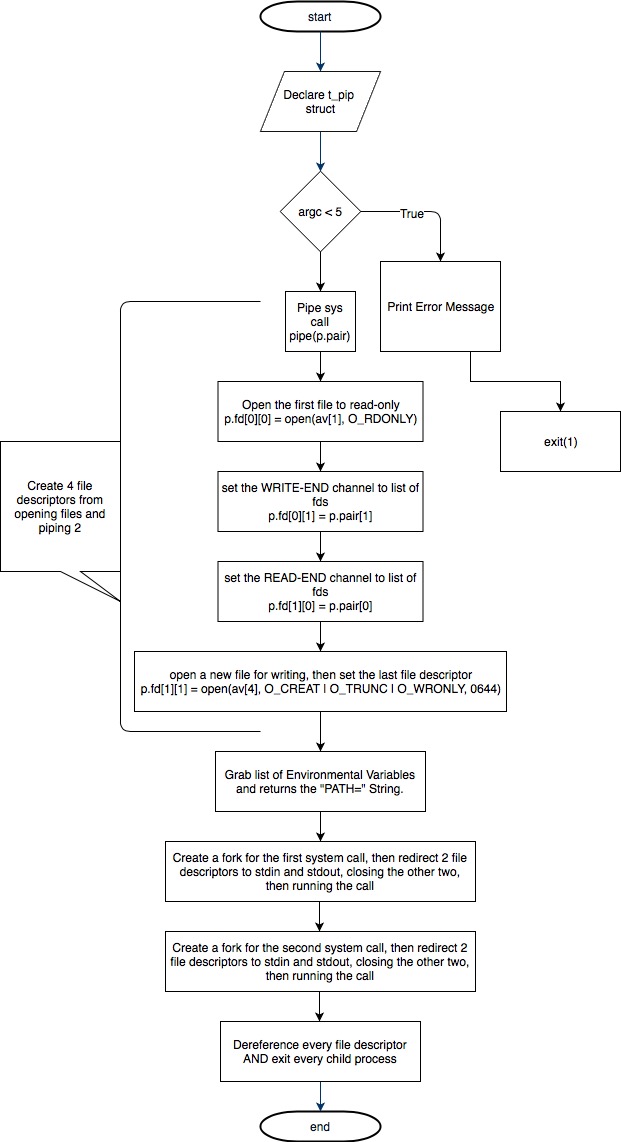 start
Declare t_pip
struct
argc < 5
True
Pipe sys
call
pipe(p.pair)
Print Error Message
Open the first file to read-only
p.fd[0][0] = open(av[1], O_RDONLY)
exit(1)
Create 4 file
descriptors from
opening files and
piping 2
set the WRITE-END channel to list of
fds
p.fd[0][1] = p.pair[1]
set the READ-END channel to list of
fds
p.fd[1][0] = p.pair[0]
open a new file for writing, then set the last file descriptor
p.fd[1][1] = open(av[4], O_CREAT | O_TRUNC | O_WRONLY, 0644)
Grab list of Environmental Variables
and returns the "PATH=" String.
Create a fork for the first system call, then redirect 2 file
descriptors to stdin and stdout, closing the other two,
then running the call
Create a fork for the second system call, then redirect 2
file descriptors to stdin and stdout, closing the other two,
then running the call
Dereference every file descriptor
AND exit every child process
end